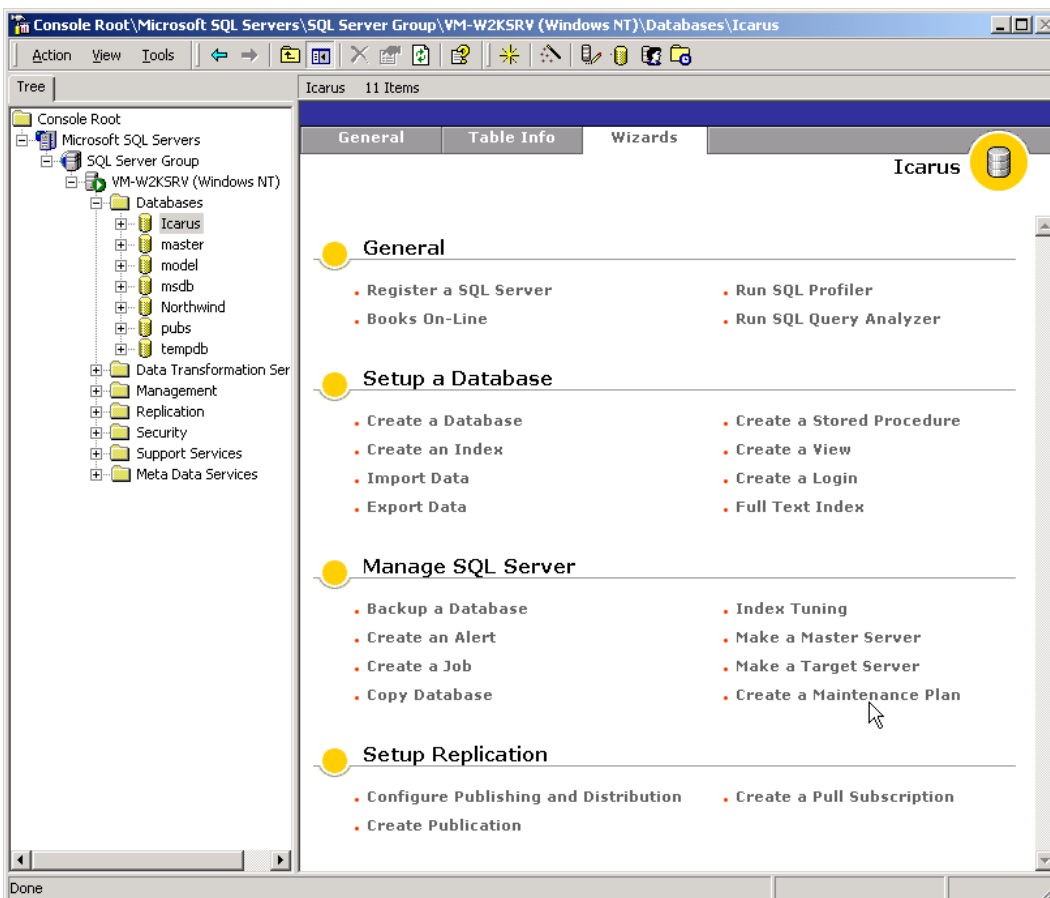 Console Root\Microsoft SQL Servers\SQL Server Group\VM-W2KSRV (Windows NT)\Databases\Icarus
Action View Tools
Tree
Icarus 11 Items
Console Root
Microsoft SQL Servers
SQL Server Group
VM-W2KSRV (Windows NT)
Databases
Icarus
master
model
msdb
Northwind
pubs
tempdb
Data Transformation Ser
Management
Replication
Security
Support Services
Meta Data Services
General Table Info Wizards
Icarus
General
Register a SQL Server
Books On-Line
Run SQL Profiler
Run SQL Query Analyzer
Setup a Database
Create a Database
Create an Index
Import Data
Export Data
Create a Stored Procedure
Create a View
Create a Login
Full Text Index
Manage SQL Server
Backup a Database
Create an Alert
Create a Job
Copy Database
Index Tuning
Make a Master Server
Make a Target Server
Create a Maintenance Plan
Setup Replication
Configure Publishing and Distribution
Create Publication
Create a Pull Subscription
Done